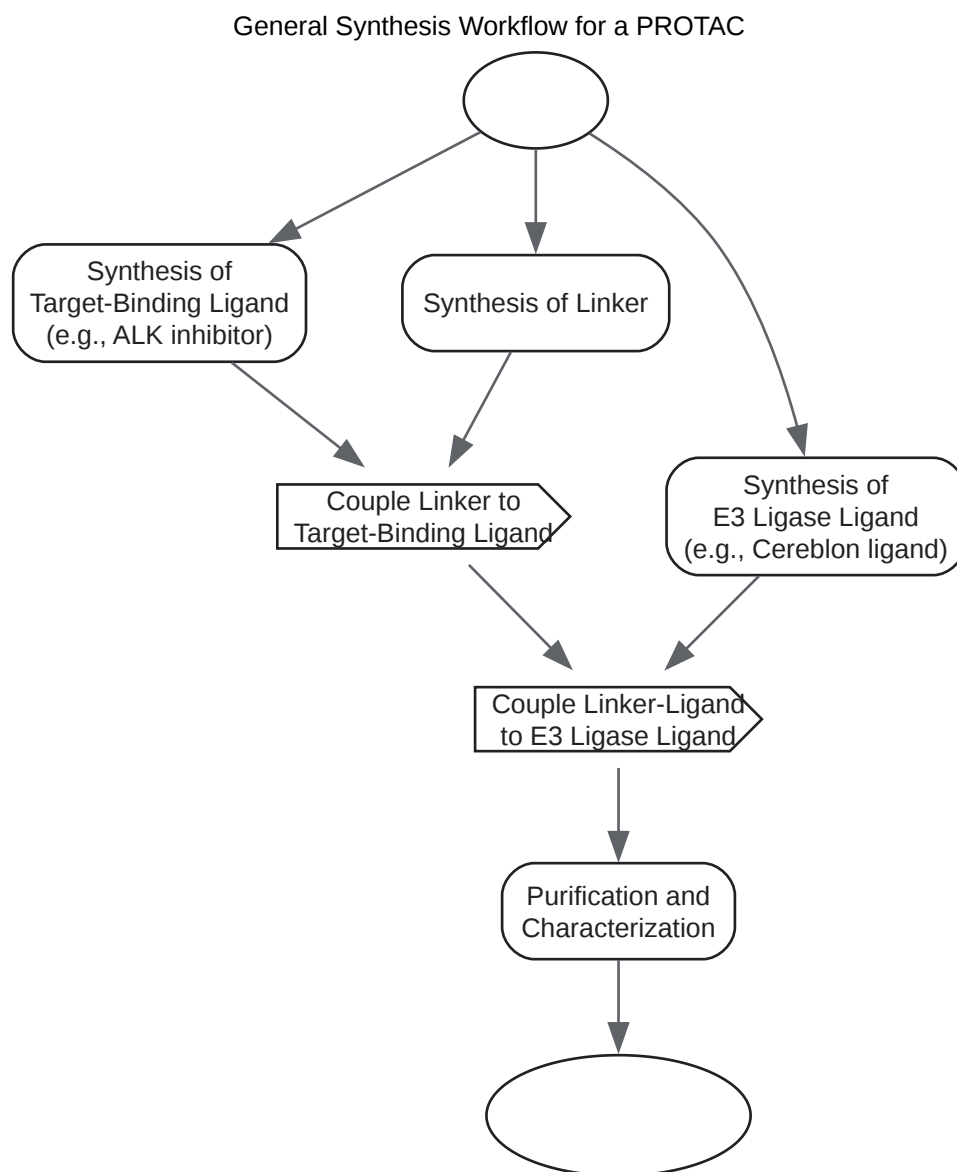 General Synthesis Workflow for a PROTAC
Synthesis of
Target-Binding Ligand
(e.g., ALK inhibitor)
Synthesis of Linker
Couple Linker to
Target-Binding Ligand
Synthesis of
E3 Ligase Ligand
(e.g., Cereblon ligand)
Couple Linker-Ligand
to E3 Ligase Ligand
Purification and
Characterization